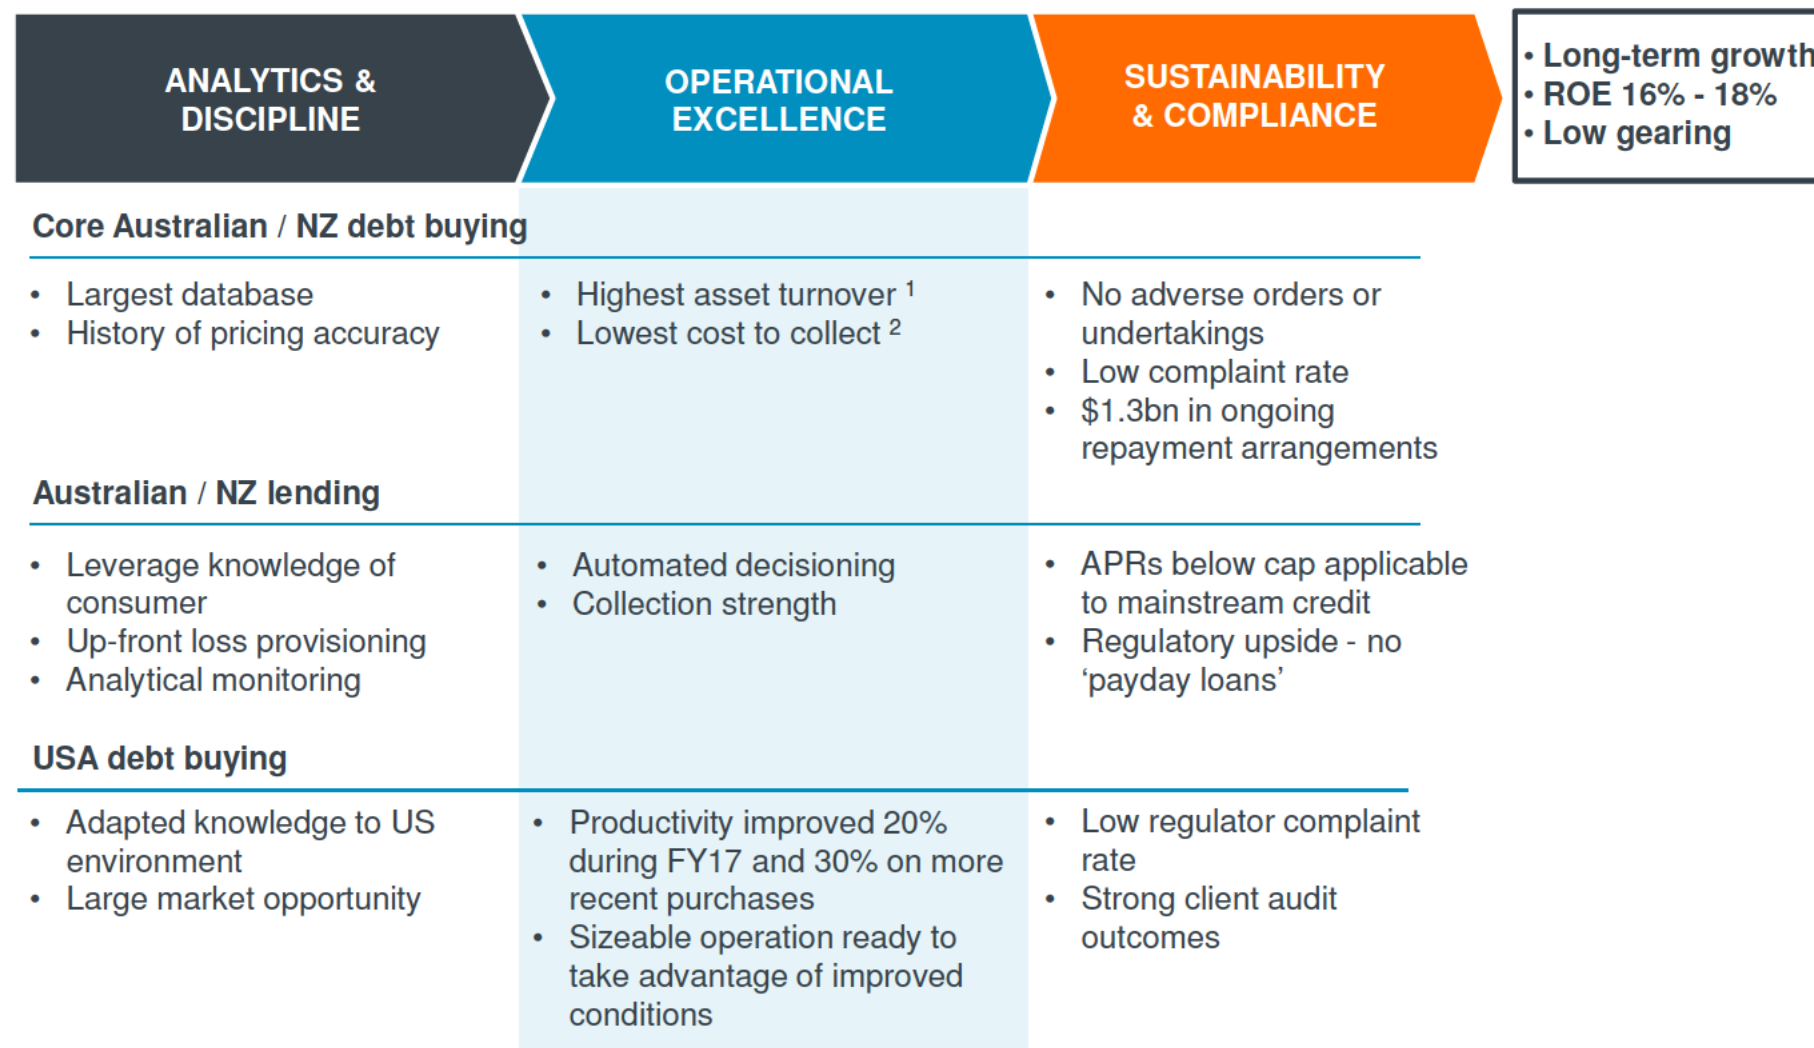 ANALYTICS &
DISCIPLINE
OPERATIONAL
EXCELLENCE
SUSTAINABILITY
& COMPLIANCE
• Long-term growth
• ROE 16% - 18%
• Low gearing
Core Australian / NZ debt buying
• Largest database
• History of pricing accuracy
• Highest asset turnover 1
• Lowest cost to collect 2
• No adverse orders or
undertakings
• Low complaint rate
• $1.3bn in ongoing
repayment arrangements
Australian / NZ lending
• Leverage knowledge of
consumer
• Up-front loss provisioning
• Analytical monitoring
• Automated decisioning
• Collection strength
• APRs below cap applicable
to mainstream credit
• Regulatory upside - no
‘payday loans’
USA debt buying
• Adapted knowledge to US
environment
• Large market opportunity
• Productivity improved 20%
during FY17 and 30% on more
recent purchases
• Sizeable operation ready to
take advantage of improved
conditions
• Low regulator complaint
rate
• Strong client audit
outcomes